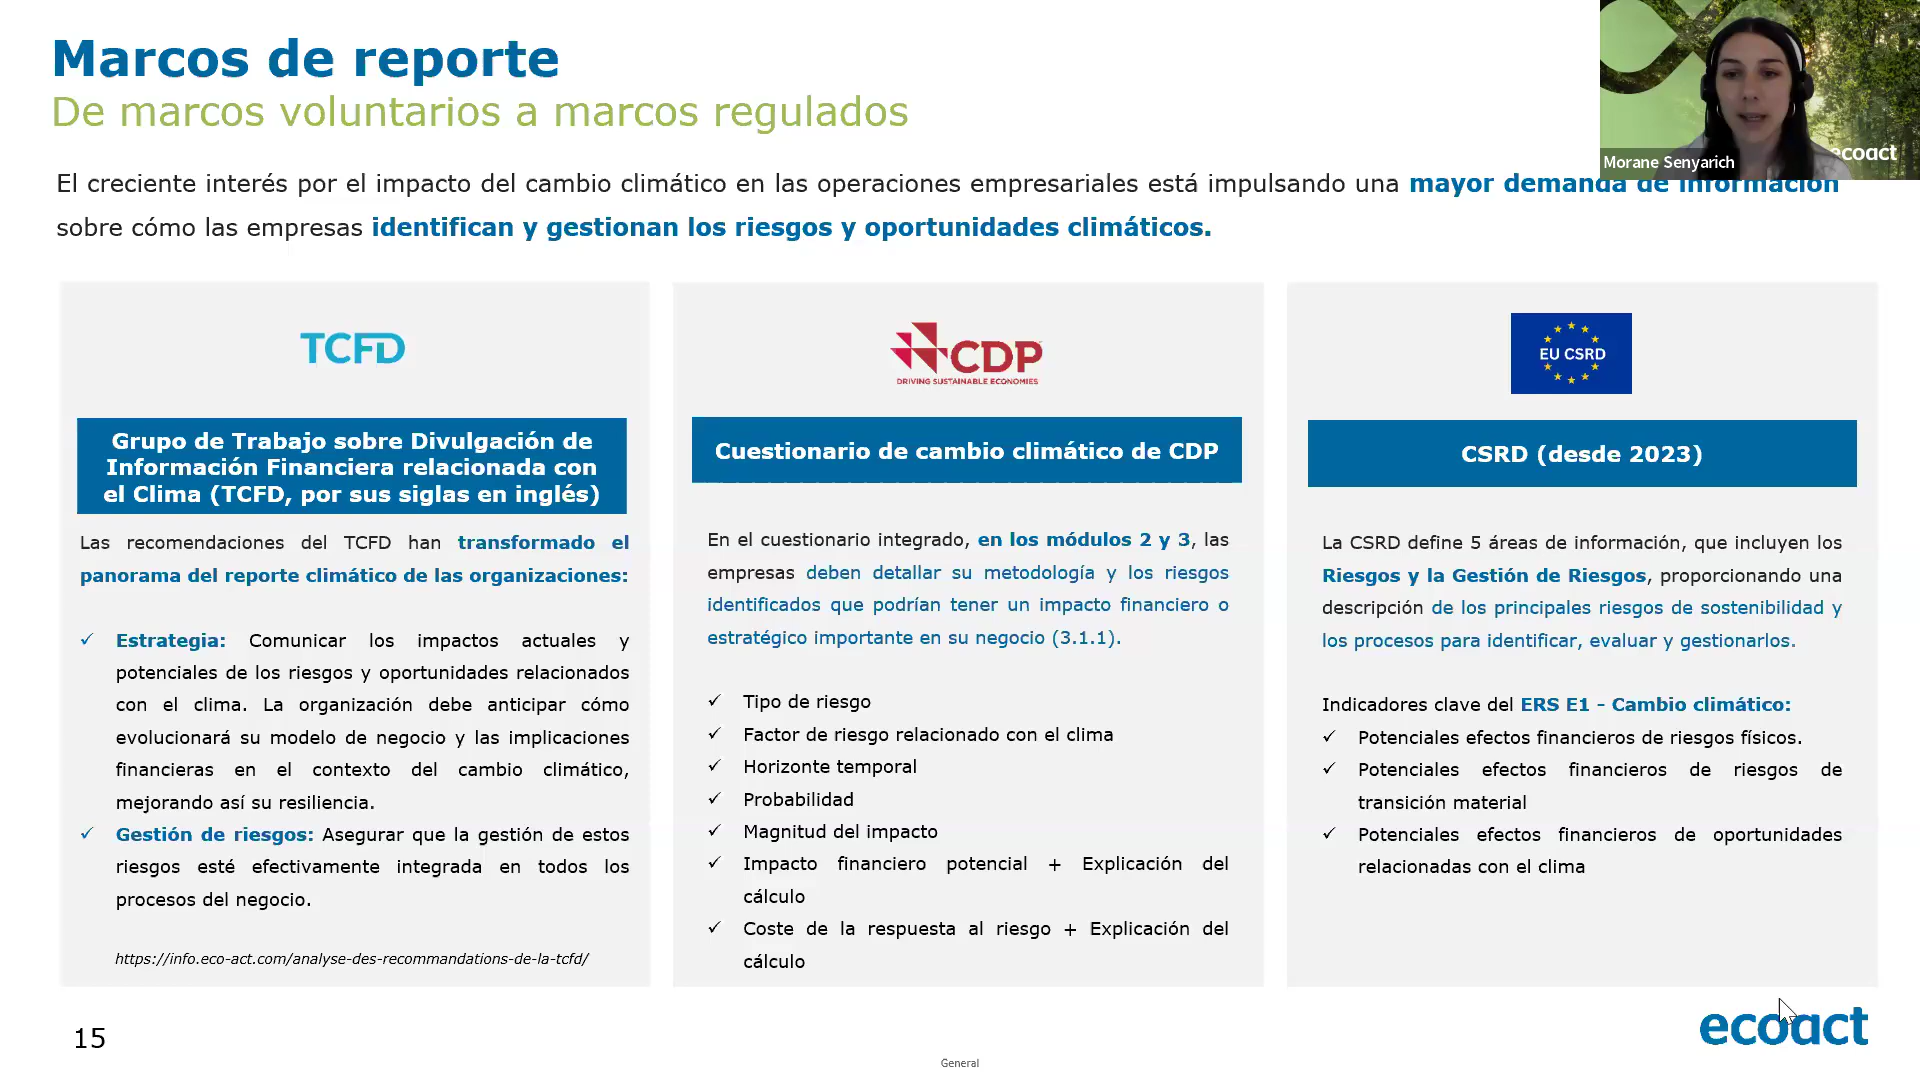 Marcos de reporte
De marcos voluntarios a marcos regulados
Morane Senyarich
ecoact
El creciente interés por el impacto del cambio climático en las operaciones empresariales está impulsando una mayor demanda de información
sobre cómo las empresas identifican y gestionan los riesgos y oportunidades climáticos.
TCFD
Grupo de Trabajo sobre Divulgación de
Información Financiera relacionada con
el Clima (TCFD, por sus siglas en inglés)
Las recomendaciones del TCFD han transformado el
panorama del reporte climático de las organizaciones:
✓ Estrategia: Comunicar los impactos actuales y
potenciales de los riesgos y oportunidades relacionados
con el clima. La organización debe anticipar cómo
evolucionará su modelo de negocio y las implicaciones
financieras en el contexto del cambio climático,
mejorando así su resiliencia.
✓ Gestión de riesgos: Asegurar que la gestión de estos
riesgos esté efectivamente integrada en todos los
procesos del negocio.
https://info.eco-act.com/analyse-des-recommandations-de-la-tcfd/
CDP
DRIVING SUSTAINABLE ECONOMIES
Cuestionario de cambio climático de CDP
En el cuestionario integrado, en los módulos 2 y 3, las
empresas deben detallar su metodología y los riesgos
identificados que podrían tener un impacto financiero o
estratégico importante en su negocio (3.1.1).
✓ Tipo de riesgo
✓ Factor de riesgo relacionado con el clima
✓ Horizonte temporal
✓ Probabilidad
✓ Magnitud del impacto
✓ Impacto financiero potencial + Explicación del
cálculo
✓ Coste de la respuesta al riesgo + Explicación del
cálculo
EU CSRD
CSRD (desde 2023)
La CSRD define 5 áreas de información, que incluyen los
Riesgos y la Gestión de Riesgos, proporcionando una
descripción de los principales riesgos de sostenibilidad y
los procesos para identificar, evaluar y gestionarlos.
Indicadores clave del ERS E1 - Cambio climático:
✓ Potenciales efectos financieros de riesgos físicos.
✓ Potenciales efectos financieros de riesgos de
transición material
✓ Potenciales efectos financieros de oportunidades
relacionadas con el clima
15
General
ecoact